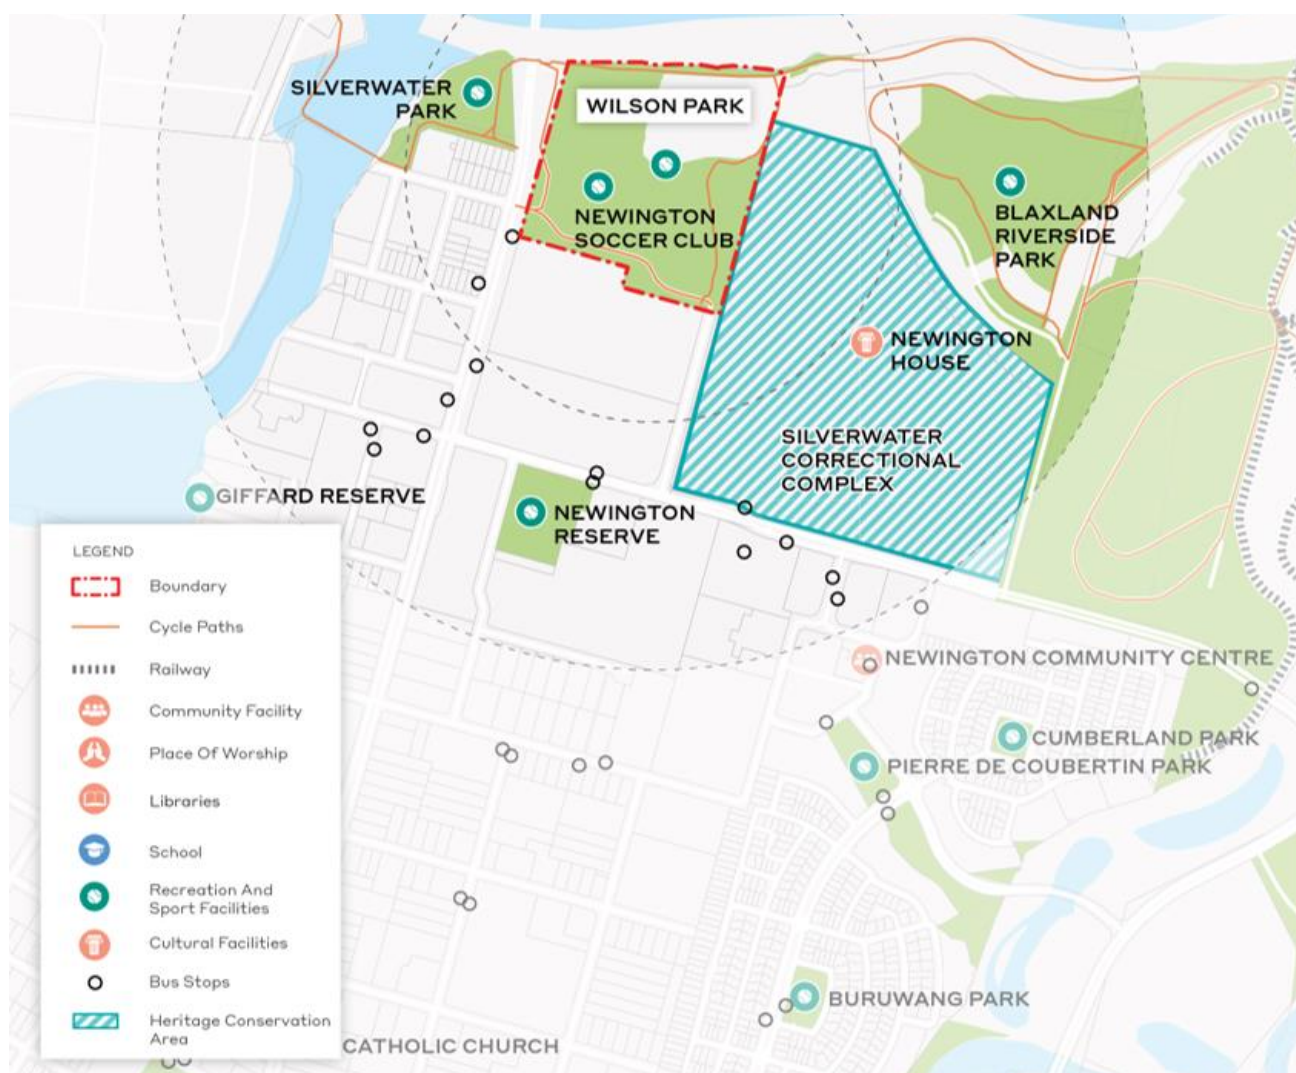 SILVERWATER
PARK
WILSON PARK
NEWINGTON
SOCCER CLUB
BLAXLAND
RIVERSIDE
PARK
NEWINGTON
HOUSE
SILVERWATER
CORRECTIONAL
COMPLEX
GIFFARD RESERVE
NEWINGTON
RESERVE
NEWINGTON COMMUNITY CENTRE
CUMBERLAND PARK
PIERRE DE COUBERTIN PARK
BURUWANG PARK
CATHOLIC CHURCH
LEGEND
Boundary
Cycle Paths
Railway
Community Facility
Place Of Worship
Libraries
School
Recreation And
Sport Facilities
Cultural Facilities
Bus Stops
Heritage Conservation
Area